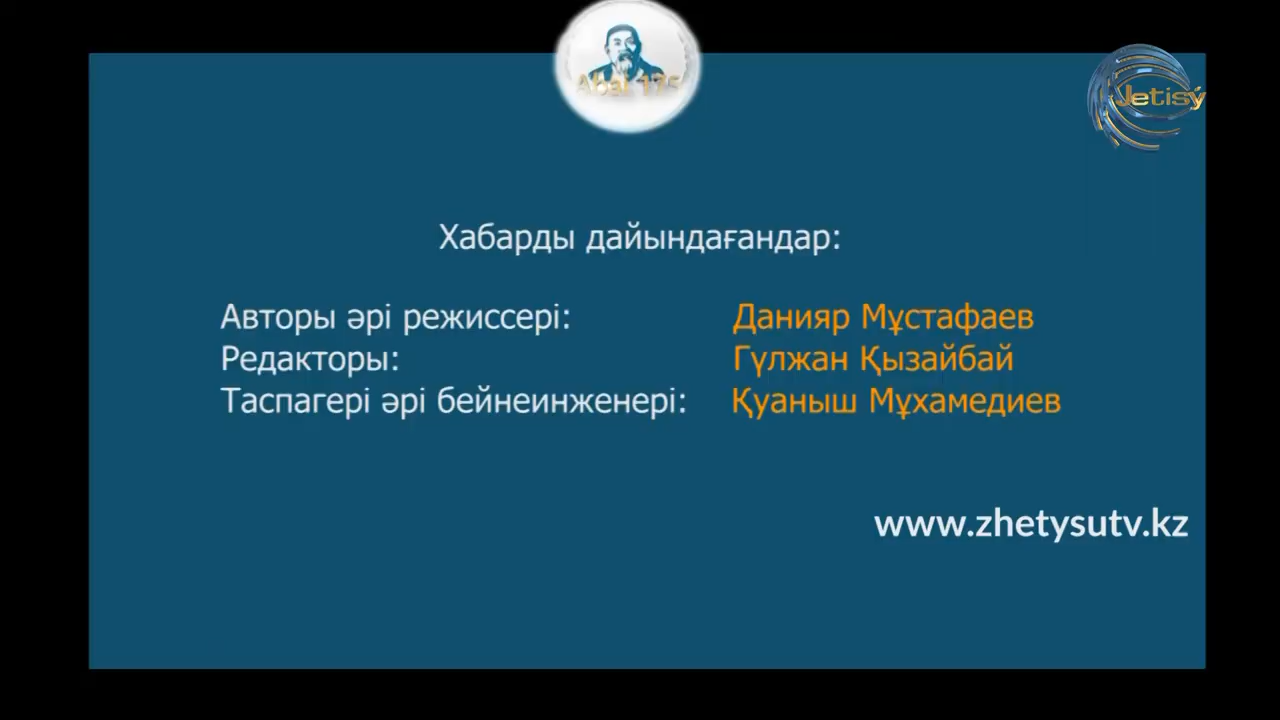 Abai 175
Jetisý
Хабарды дайындағандар:
Авторы әрі режиссері: Данияр Мұстафаев
Редакторы: Гүлжан Қызайбай
Таспагері әрі бейнеинженері: Қуаныш Мұхамедиев
www.zhetysutv.kz